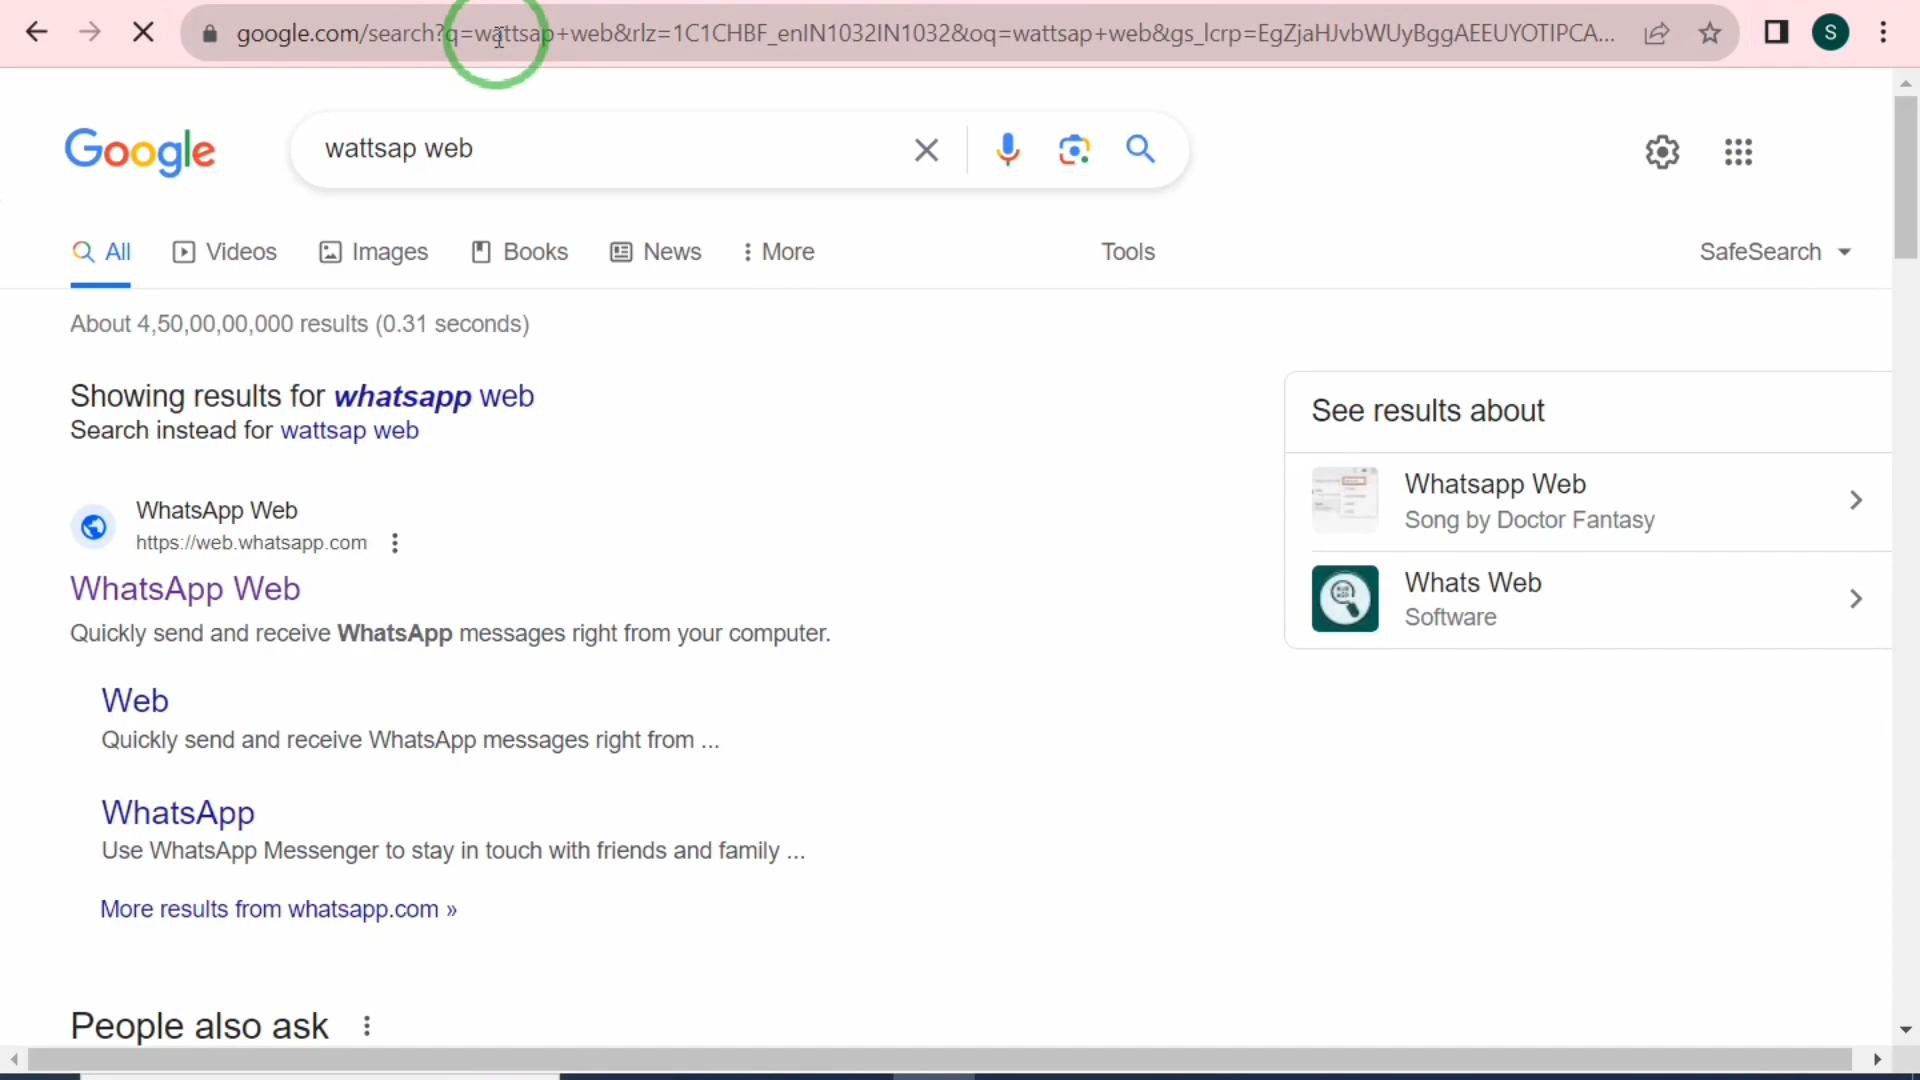 google.com/search?q=wattsap+web&rlz=1C1CHBF_enIN1032IN1032&oq=wattsap+web&gs_lcrp=EgZjaHJvbWUyBggAEEUYOTIPCA...
S
Google
wattsap web
All
Videos
Images
Books
News
More
Tools
SafeSearch
About 4,50,00,00,000 results (0.31 seconds)
Showing results for whatsapp web
Search instead for wattsap web
See results about
Whatsapp Web
Song by Doctor Fantasy
Whats Web
Software
WhatsApp Web
https://web.whatsapp.com
WhatsApp Web
Quickly send and receive WhatsApp messages right from your computer.
Web
Quickly send and receive WhatsApp messages right from ...
WhatsApp
Use WhatsApp Messenger to stay in touch with friends and family ...
More results from whatsapp.com »
People also ask